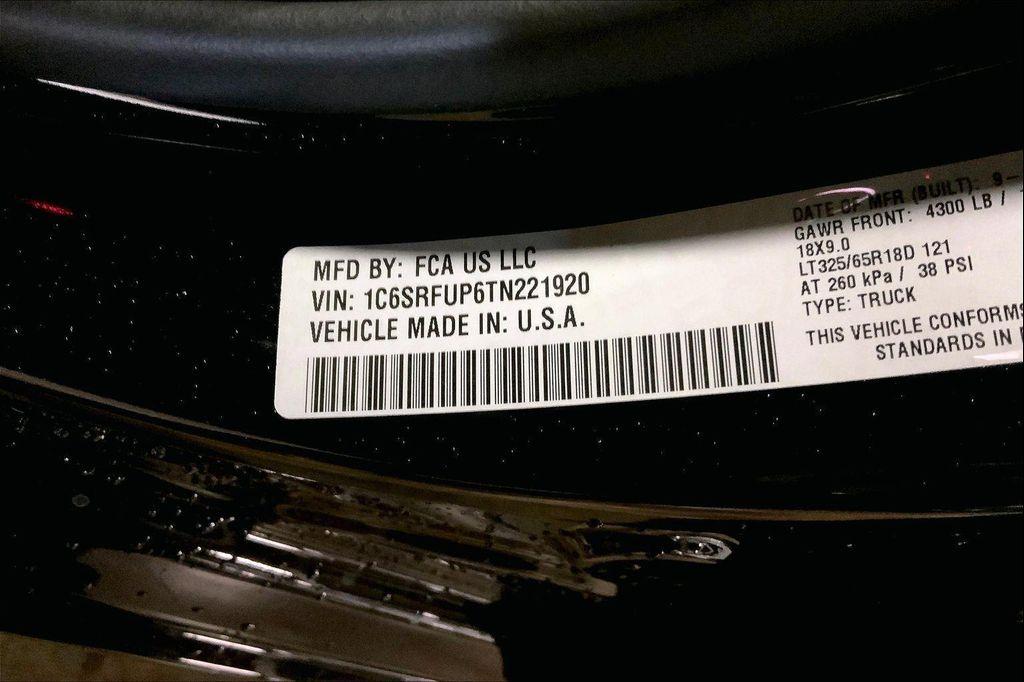 MFD BY: FCA US LLC
VIN: 1C6SRFUP6TN221920
VEHICLE MADE IN: U.S.A.
DATE OF MFR (BUILT): 9-
GAWR FRONT: 4300 LB /
18X9.0
LT325/65R18D 121
AT 260 kPa / 38 PSI
TYPE: TRUCK
THIS VEHICLE CONFORMS
STANDARDS IN